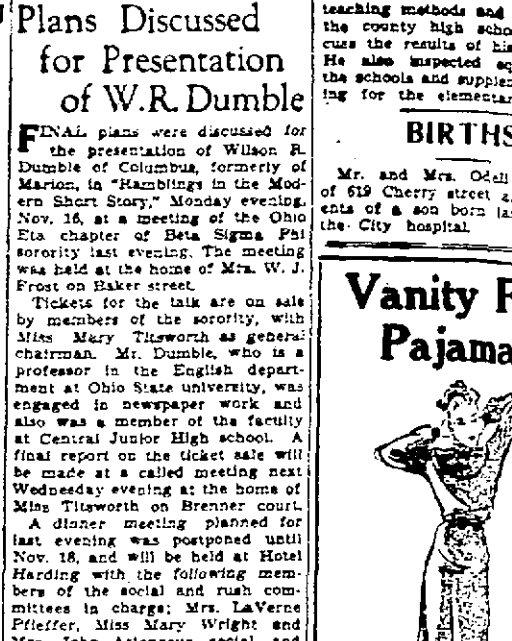 Plans Discussed
for Presentation
of W.R. Dumble
FINAL plans were discussed for
the presentation of Wilson R.
Dumble of Columbus, formerly of
Marion, in "Ramblings in the Mod-
ern Short Story," Monday evening,
Nov. 16, at a meeting of the Ohio
Eta chapter of Beta Sigma Phi
sorority last evening. The meeting
was held at the home of Mrs. W. J.
Frost on Baker street.
Tickets for the talk are on sale
by members of the sorority, with
Miss Mary Titsworth as general
chairman. Mr. Dumble, who is a
professor in the English depart-
ment at Ohio State university, was
engaged in newspaper work and
also was a member of the faculty
at Central Junior High school. A
final report on the ticket sale will
be made at a called meeting next
Wednesday evening at the home of
Miss Titsworth on Brenner court.
A dinner meeting planned for
last evening was postponed until
Nov. 18, and will be held at Hotel
Harding with the following mem-
bers of the social and rush com-
mittees in charge; Mrs. LaVerne
Pfieffer, Miss Mary Wright and
teaching methods and
the county high
the results of his
He also inspected
the schools and
ing for the
BIRTHS
Mr. and Mrs. Odell
of 619 Cherry street
ents of a son born
the City hospital.
Vanity
Pajama